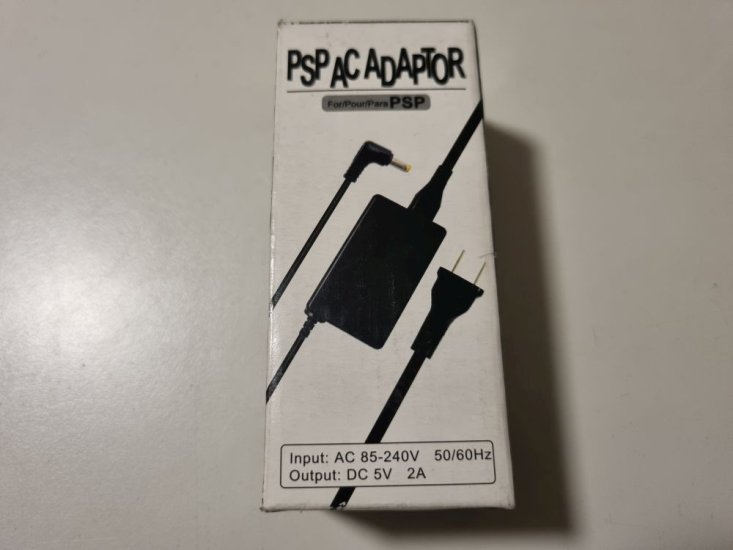 PSP AC ADAPTOR
For/Pour/Para PSP
Input: AC 85-240V 50/60Hz
Output: DC 5V 2A